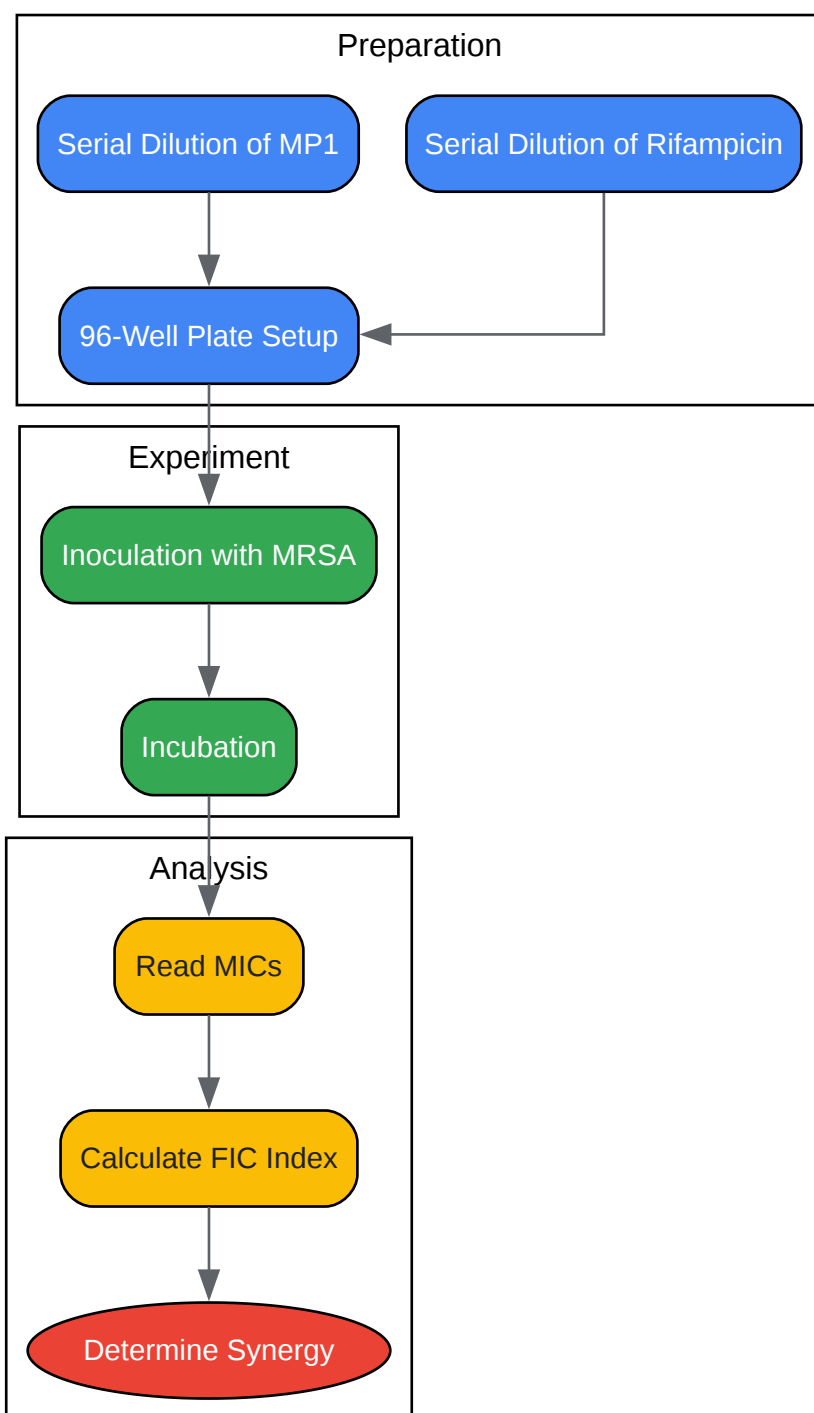 Preparation
Serial Dilution of MP1
Serial Dilution of Rifampicin
96-Well Plate Setup
Experiment
Inoculation with MRSA
Incubation
Analysis
Read MICs
Calculate FIC Index
Determine Synergy